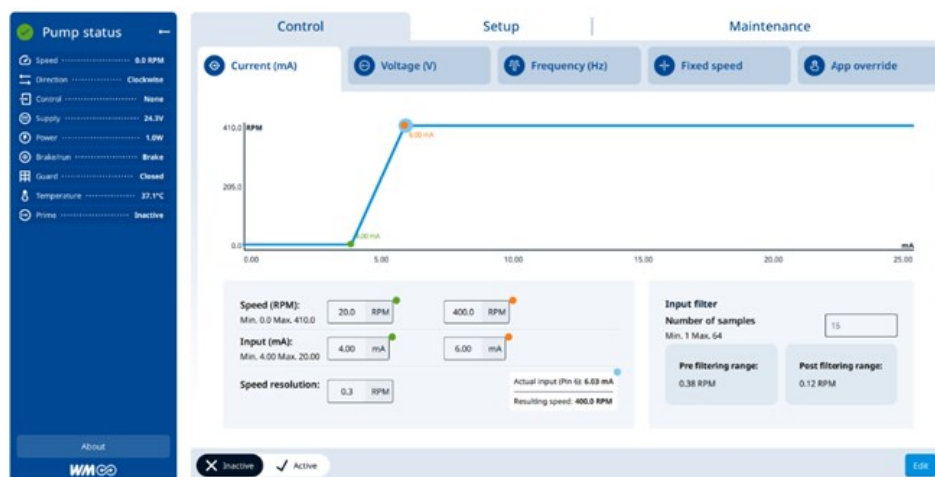 Pump status
Speed 0.0 RPM
Direction Clockwise
Control None
Supply 24.3V
Power 1.0W
Brake/run Brake
Guard Closed
Temperature 37.1°C
Prime Inactive
About
WM
Control
Setup
Maintenance
Current (mA)
Voltage (V)
Frequency (Hz)
Fixed speed
App override
410.0 RPM
6.00 mA
205.0
4.00 mA
0.0
mA
0.00 5.00 10.00 15.00 20.00 25.00
Speed (RPM):
Min. 0.0 Max. 410.0
20.0 RPM
400.0 RPM
Input (mA):
Min. 4.00 Max. 20.00
4.00 mA
6.00 mA
Speed resolution:
0.3 RPM
Actual input (Pin 6): 6.03 mA
Resulting speed: 400.0 RPM
Input filter
Number of samples
Min. 1 Max. 64
15
Pre filtering range:
0.38 RPM
Post filtering range:
0.12 RPM
Inactive
Active
Edit